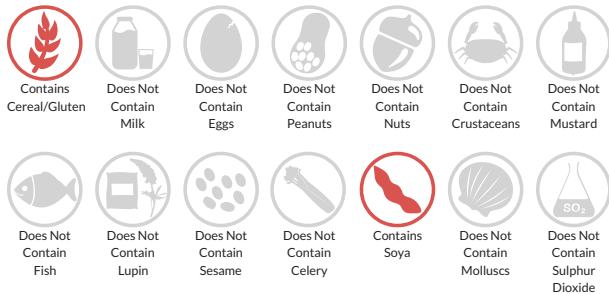 Contains
Cereal/Gluten
Does Not
Contain
Milk
Does Not
Contain
Eggs
Does Not
Contain
Peanuts
Does Not
Contain
Nuts
Does Not
Contain
Crustaceans
Does Not
Contain
Mustard
Does Not
Contain
Fish
Does Not
Contain
Lupin
Does Not
Contain
Sesame
Does Not
Contain
Celery
Contains
Soya
Does Not
Contain
Molluscs
SO₂
Does Not
Contain
Sulphur
Dioxide